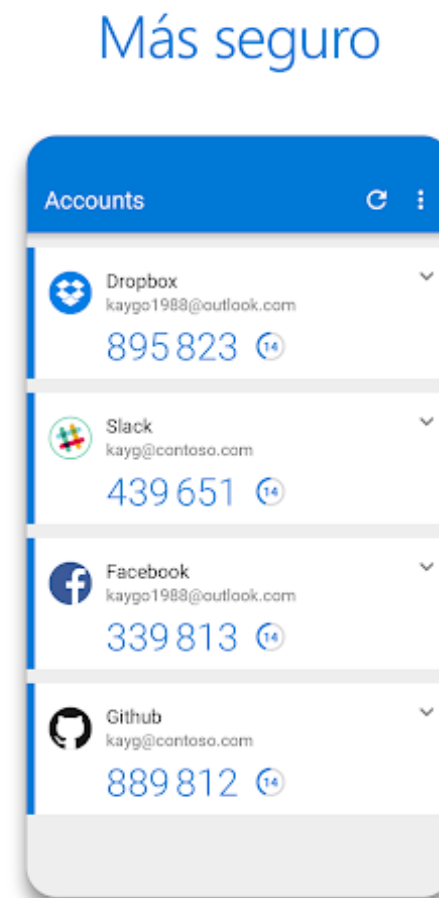 Más seguro
Accounts
Dropbox
kaygo1988@outlook.com
895 823 14
Slack
kayg@contoso.com
439 651 14
Facebook
kaygo1988@outlook.com
339 813 14
Github
kayg@contoso.com
889 812 14